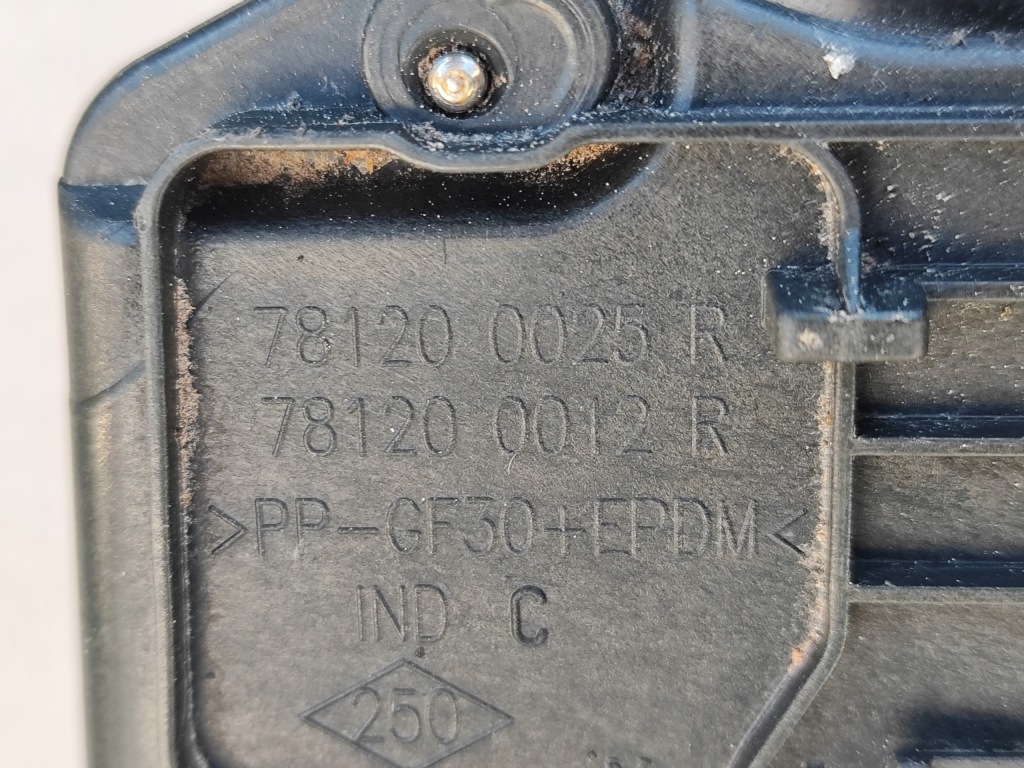 78120 0025 R
78120 0012 R
>PP-GF30+EPDM<
IND C
250